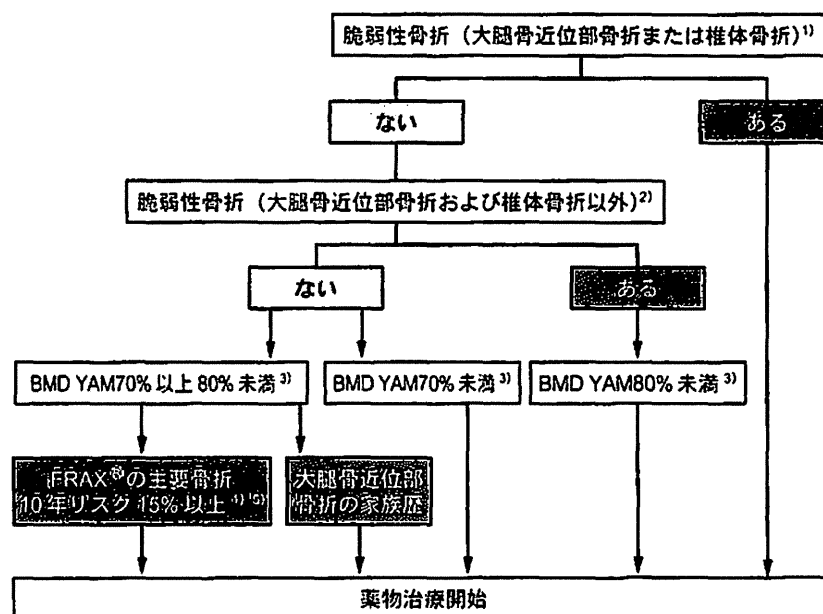 脆弱性骨折（大腿骨近位部骨折または椎体骨折）1)
ない
ある
脆弱性骨折（大腿骨近位部骨折および椎体骨折以外）2)
ない
ある
BMD YAM70%以上80%未満3)
BMD YAM70%未満3)
BMD YAM80%未満3)
FRAX®の主要骨折
10年リスク15%以上4)5)
大腿骨近位部
骨折の家族歴
薬物治療開始